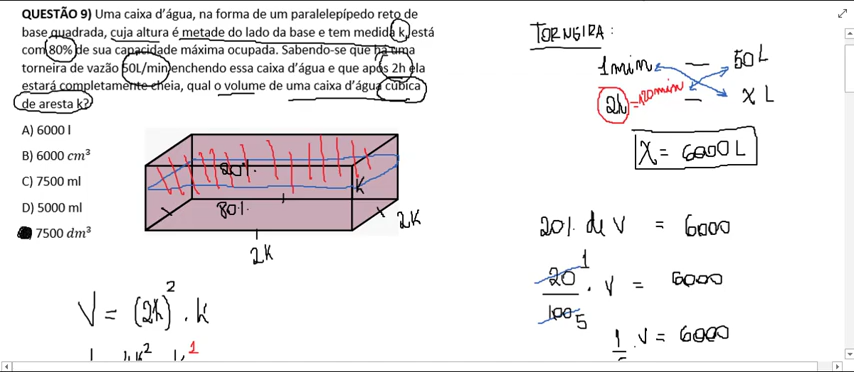 QUESTÃO 9) Uma caixa d'água, na forma de um paralelepípedo reto de
base quadrada, cuja altura é metade do lado da base e tem medida k, está
com 80% de sua capacidade máxima ocupada. Sabendo-se que há uma
torneira de vazão 50L/min enchendo essa caixa d'água e que após 2h ela
estará completamente cheia, qual o volume de uma caixa d'água cúbica
de aresta k?
A) 6000 l
B) 6000 cm³
C) 7500 ml
D) 5000 ml
7500 dm³
20%
80%
K
2K
2K
V = (2k)² . k
TORNEIRA:
1min — 50L
2h = 120min — X L
X = 6000L
20% de V = 6000
20/100 . V = 6000
1
5
1/5 . V = 6000